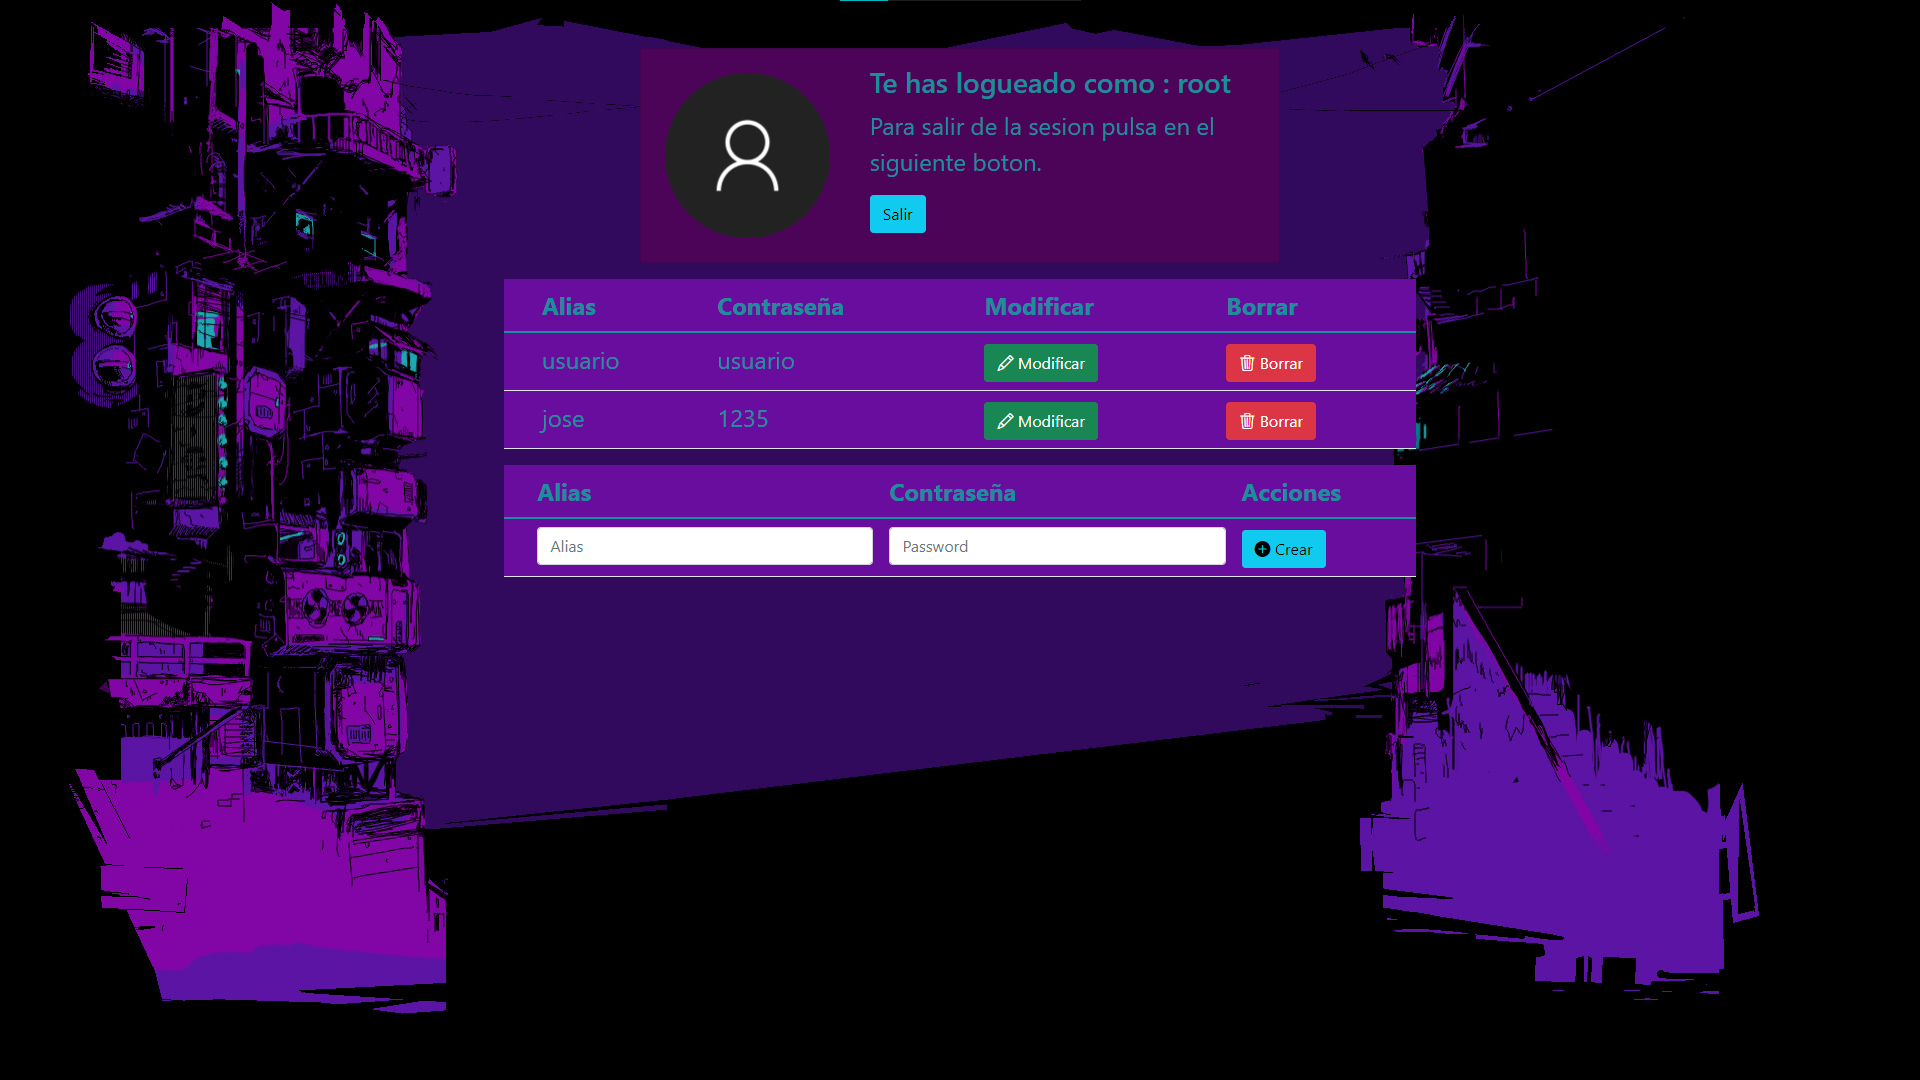 Te has logueado como : root
Para salir de la sesion pulsa en el
siguiente boton.
Salir
Alias Contraseña Modificar Borrar
usuario usuario Modificar Borrar
jose 1235 Modificar Borrar
Alias Contraseña Acciones
Alias Password Crear